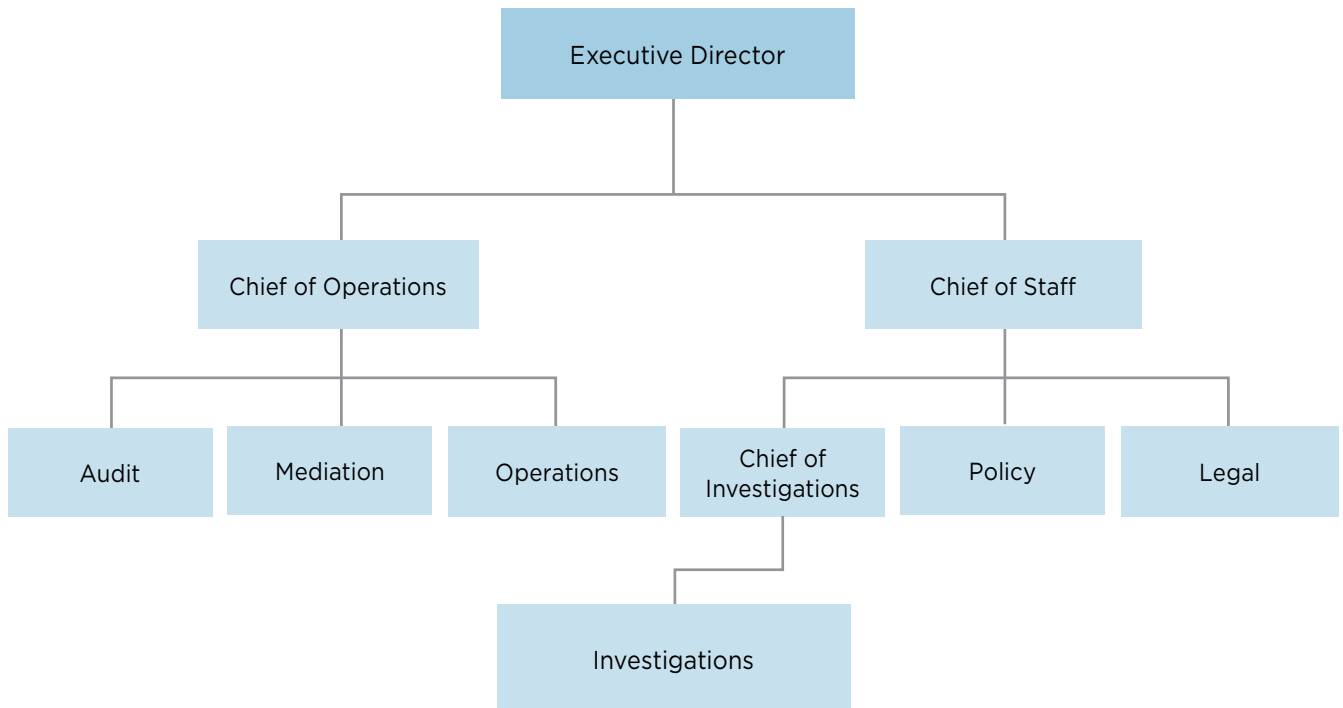 Executive Director
Chief of Operations
Chief of Staff
Audit
Mediation
Operations
Chief of
Investigations
Policy
Legal
Investigations